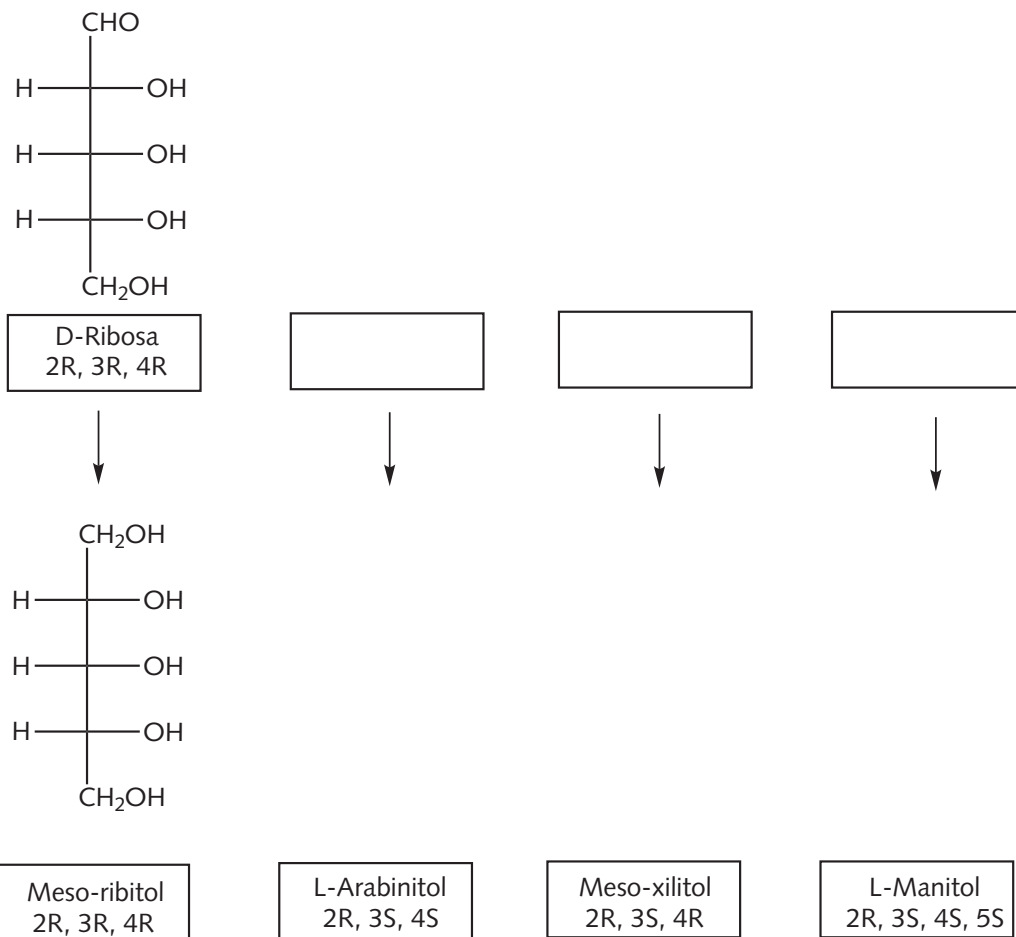 CHO
H OH
H OH
H OH
CH₂OH
D-Ribosa
2R, 3R, 4R
CH₂OH
H OH
H OH
H OH
CH₂OH
Meso-ribitol
2R, 3R, 4R
L-Arabinitol
2R, 3S, 4S
Meso-xilitol
2R, 3S, 4R
L-Manitol
2R, 3S, 4S, 5S